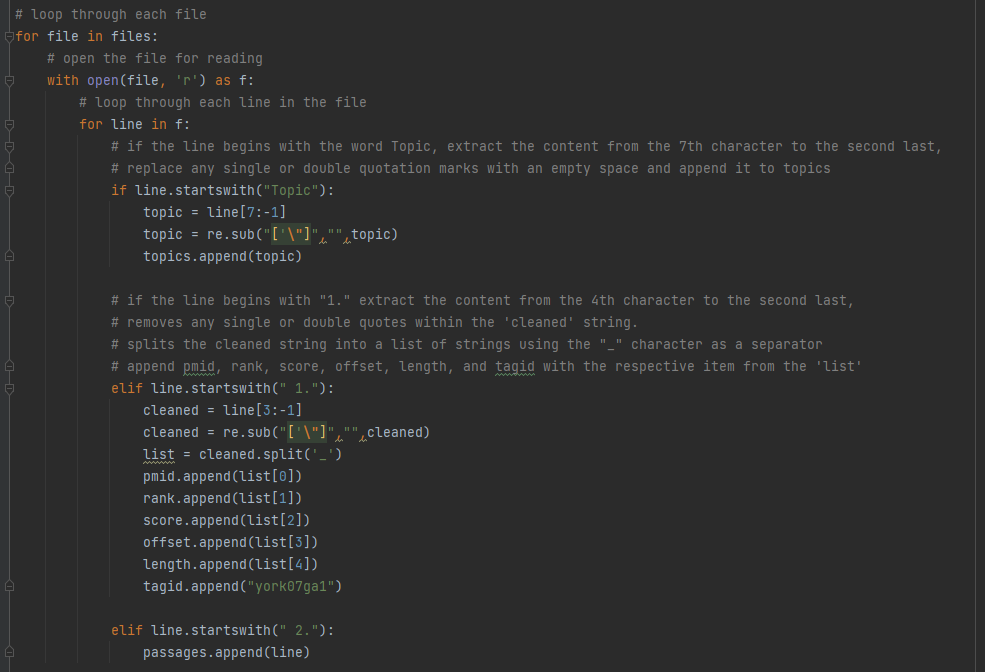 # loop through each file
for file in files:
    # open the file for reading
    with open(file, 'r') as f:
        # loop through each line in the file
        for line in f:
            # if the line begins with the word Topic, extract the content from the 7th character to the second last,
            # replace any single or double quotation marks with an empty space and append it to topics
            if line.startswith("Topic"):
                topic = line[7:-1]
                topic = re.sub("['\"]","",topic)
                topics.append(topic)

            # if the line begins with "1." extract the content from the 4th character to the second last,
            # removes any single or double quotes within the 'cleaned' string.
            # splits the cleaned string into a list of strings using the "_" character as a separator
            # append pmid, rank, score, offset, length, and tagid with the respective item from the 'list'
            elif line.startswith(" 1."):
                cleaned = line[3:-1]
                cleaned = re.sub("['\"]","",cleaned)
                list = cleaned.split('_')
                pmid.append(list[0])
                rank.append(list[1])
                score.append(list[2])
                offset.append(list[3])
                length.append(list[4])
                tagid.append("york07ga1")

            elif line.startswith(" 2."):
                passages.append(line)